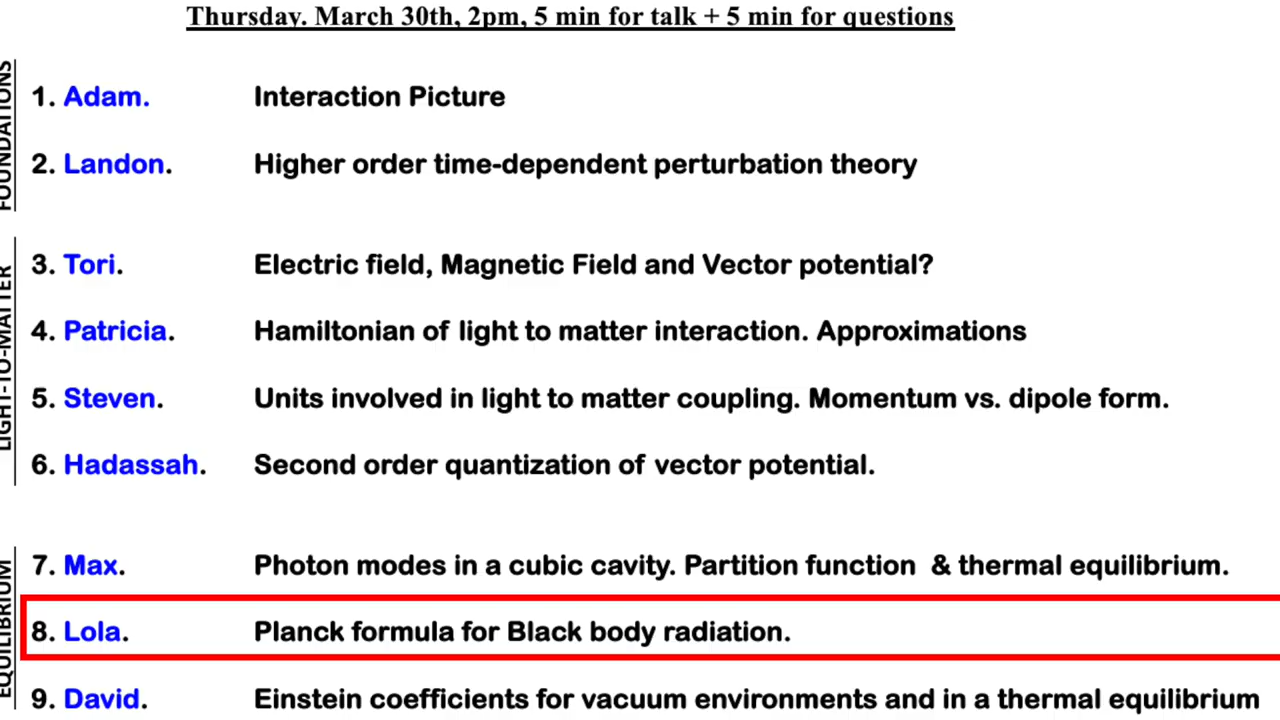 Thursday. March 30th, 2pm, 5 min for talk + 5 min for questions
FOUNDATIONS
1. Adam. Interaction Picture
2. Landon. Higher order time-dependent perturbation theory
LIGHT-TO-MATTER
3. Tori. Electric field, Magnetic Field and Vector potential?
4. Patricia. Hamiltonian of light to matter interaction. Approximations
5. Steven. Units involved in light to matter coupling. Momentum vs. dipole form.
6. Hadassah. Second order quantization of vector potential.
EQUILIBRIUM
7. Max. Photon modes in a cubic cavity. Partition function & thermal equilibrium.
8. Lola. Planck formula for Black body radiation.
9. David. Einstein coefficients for vacuum environments and in a thermal equilibrium